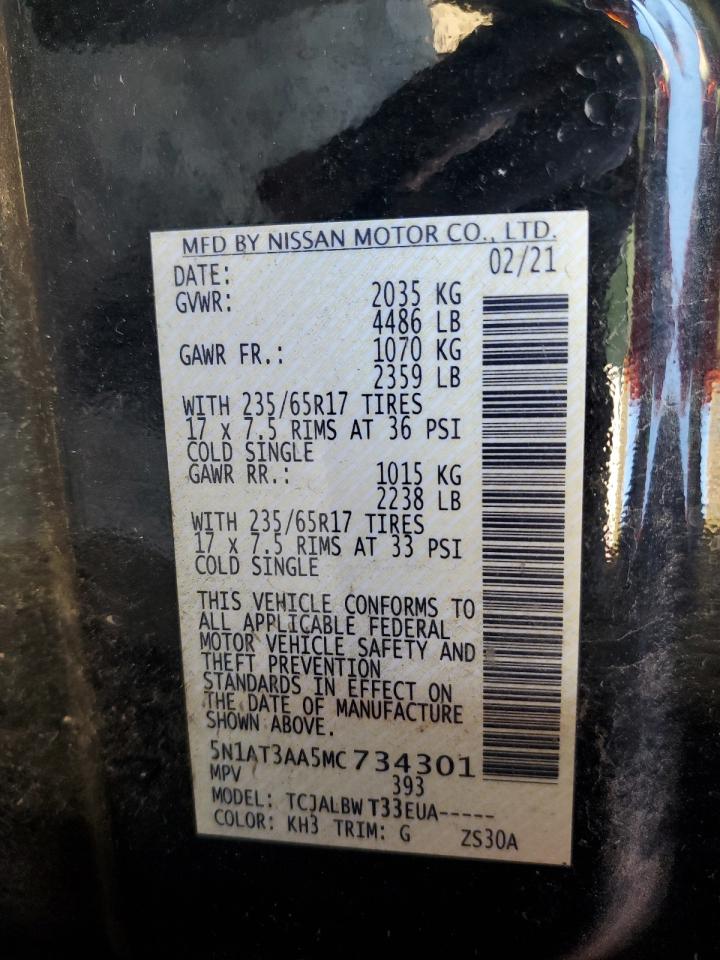 MFD BY NISSAN MOTOR CO., LTD.
DATE: 02/21
GVWR: 2035 KG
4486 LB
GAWR FR.: 1070 KG
2359 LB
WITH 235/65R17 TIRES
17 X 7.5 RIMS AT 36 PSI
COLD SINGLE
GAWR RR.: 1015 KG
2238 LB
WITH 235/65R17 TIRES
17 X 7.5 RIMS AT 33 PSI
COLD SINGLE
THIS VEHICLE CONFORMS TO
ALL APPLICABLE FEDERAL
MOTOR VEHICLE SAFETY AND
THEFT PREVENTION
STANDARDS IN EFFECT ON
THE DATE OF MANUFACTURE
SHOWN ABOVE.
5N1AT3AA5MC734301
MPV 393
MODEL: TCJALBW T33EUA-----
COLOR: KH3 TRIM: G ZS30A